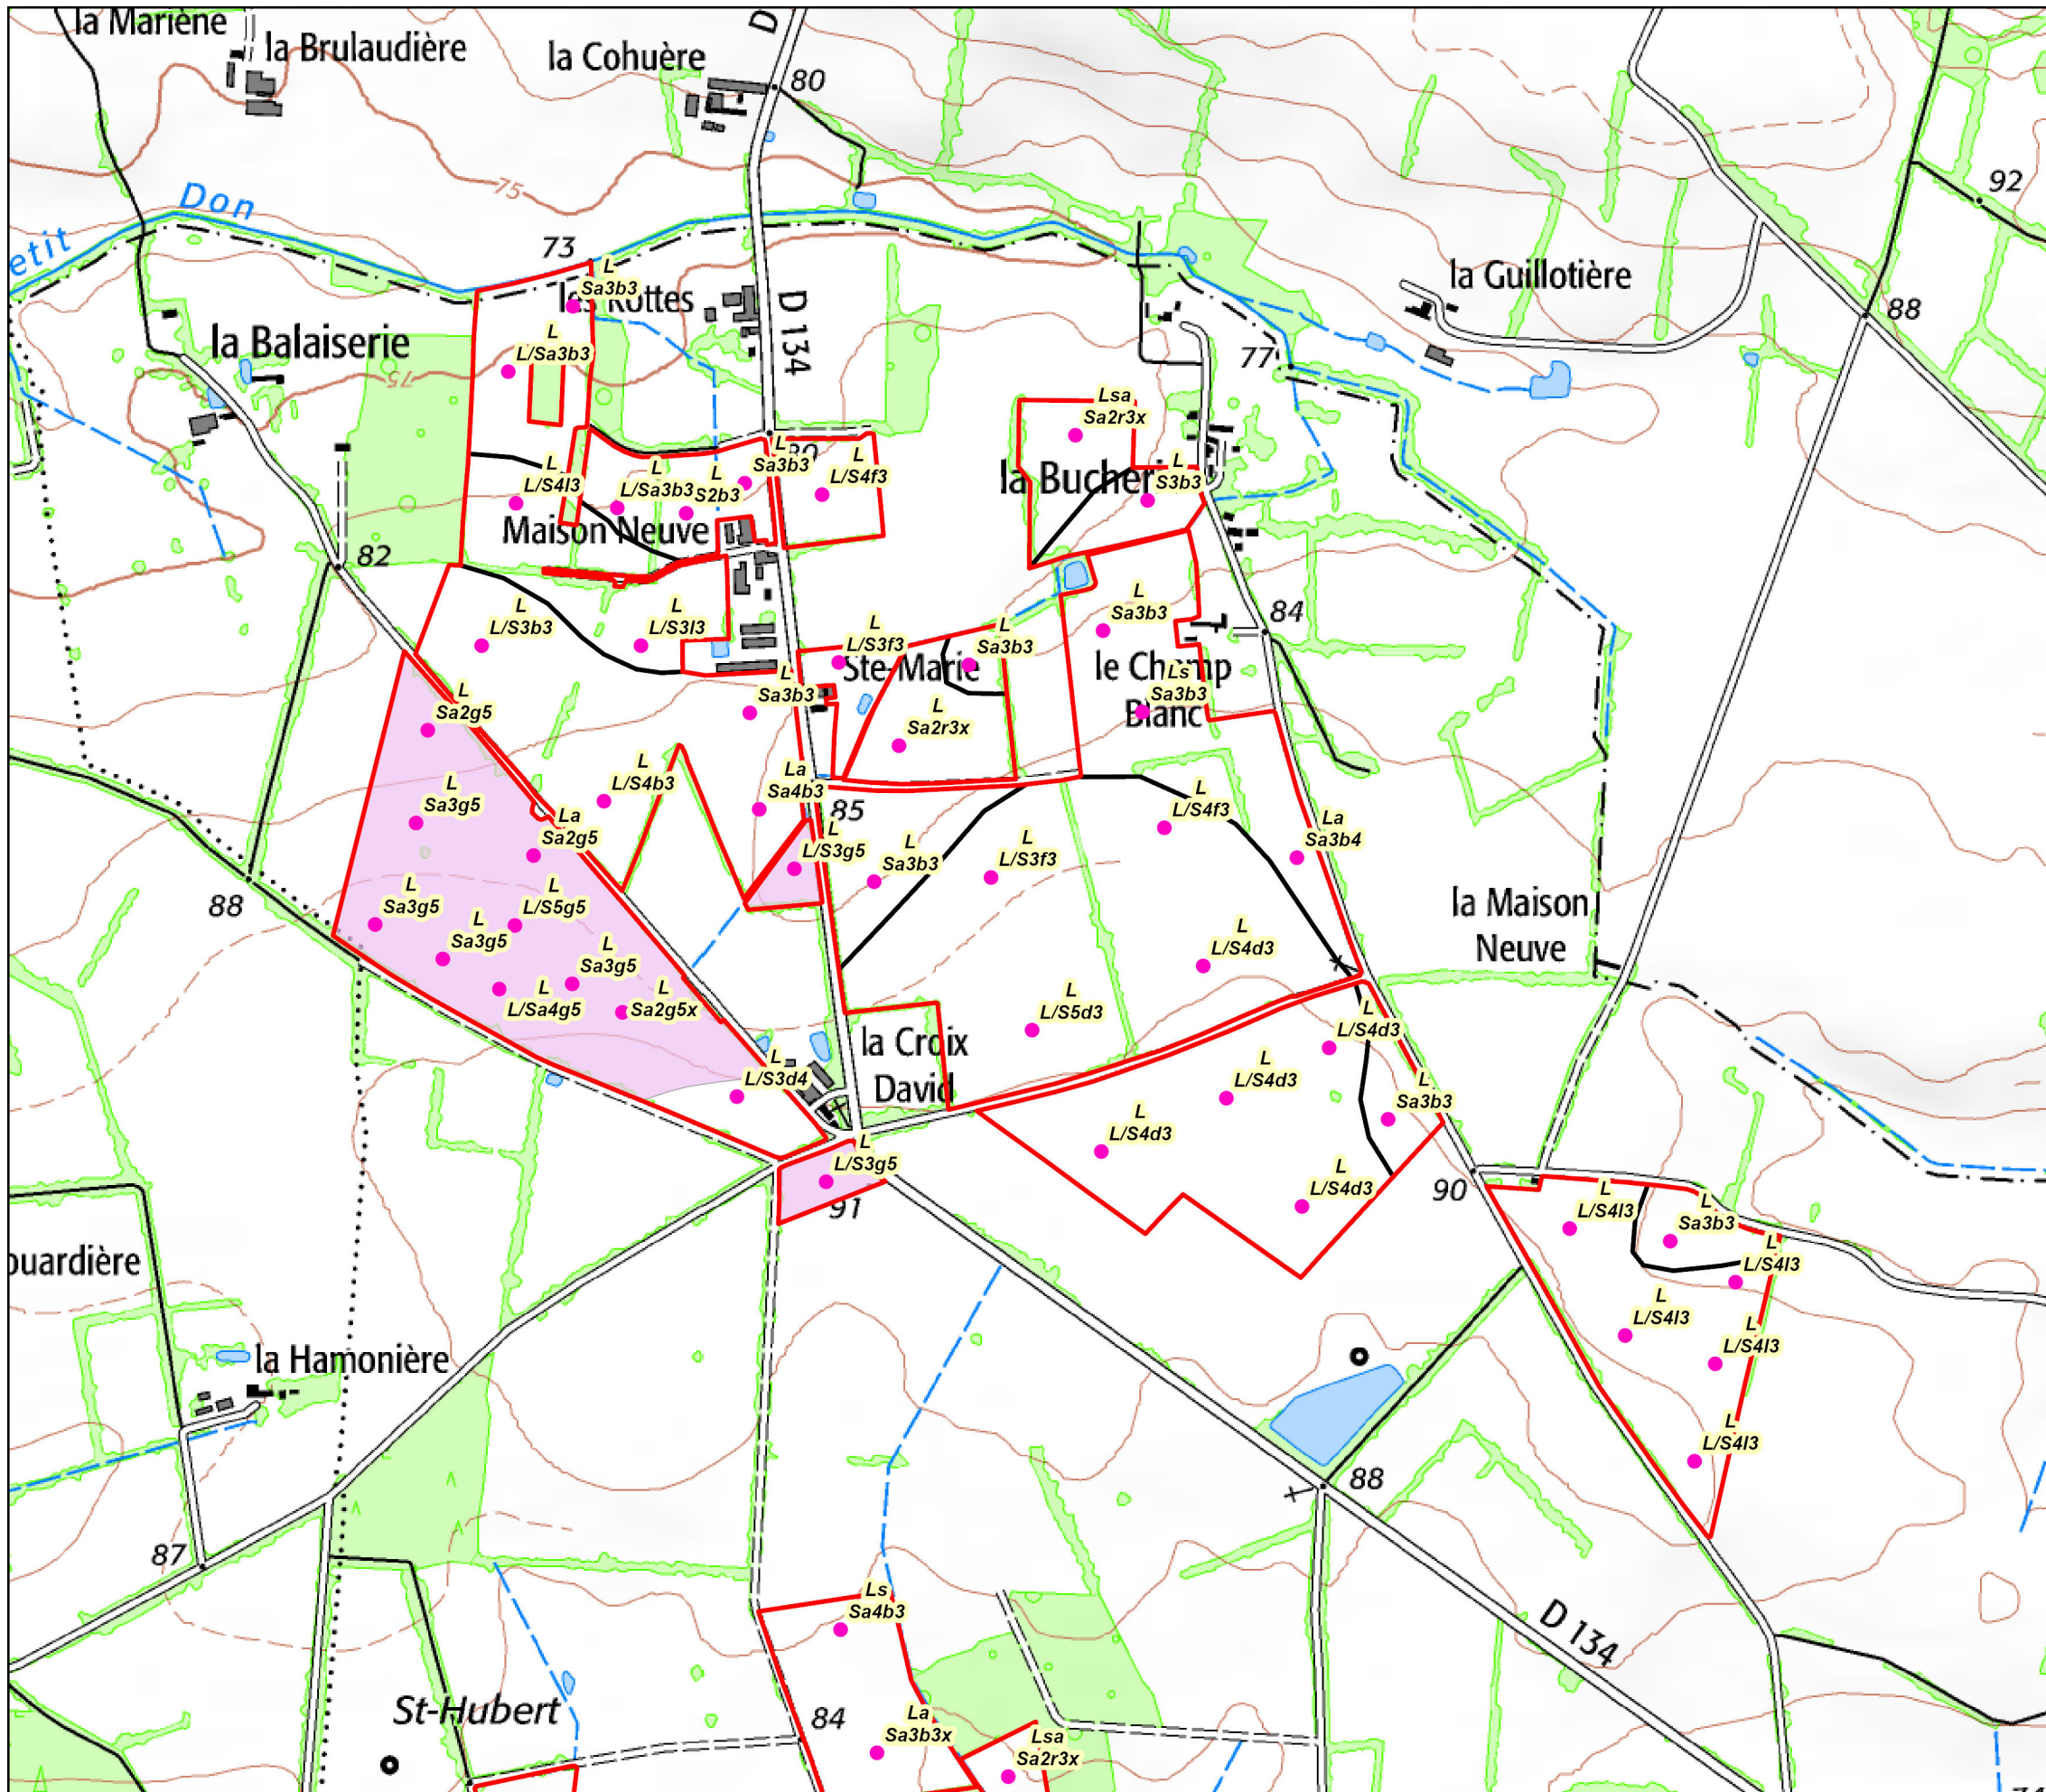 la Mariène
la Brulaudière
la Cohuère
D
80
92
75
Don
etit
73
L
Sa3b3
les Rottes
la Guillotière
88
D 134
la Balaiserie
L
L/Sa3b3
77
75
Lsa
Sa2r3x
80
L
Sa3b3
L
L/S4f3
L
L/S4l3
L
L/Sa3b3
L
S2b3
la Bucheri
L
S3b3
Maison Neuve
82
L
L/S3b3
L
L/S3l3
L
Sa3b3
84
L
L/S3f3
L
Sa3b3
Ste-Marie
le Champ
Blanc
Ls
Sa3b3
L
Sa3b3
L
Sa2g5
L
Sa2r3x
L
L/S4b3
La
Sa4b3
L
Sa3g5
La
Sa2g5
85
L
L/S4f3
La
Sa3b4
L
L/S3g5
L
Sa3b3
L
L/S3f3
88
L
Sa3g5
L
L/S5g5
la Maison
Neuve
L
Sa3g5
L
Sa3g5
L
L/S4d3
L
L/Sa4g5
L
Sa2g5x
L
L/S5d3
L
L/S4d3
la Croix
David
L
L/S3d4
L
L/S4d3
L
Sa3b3
L
L/S4d3
L
L/S3g5
91
L
L/S4d3
90
L
L/S4l3
L
Sa3b3
L
L/S4l3
ouardière
L
L/S4l3
L
L/S4l3
la Hamonière
L
L/S4l3
88
87
Ls
Sa4b3
D 134
St-Hubert
84
La
Sa3b3x
Lsa
Sa2r3x